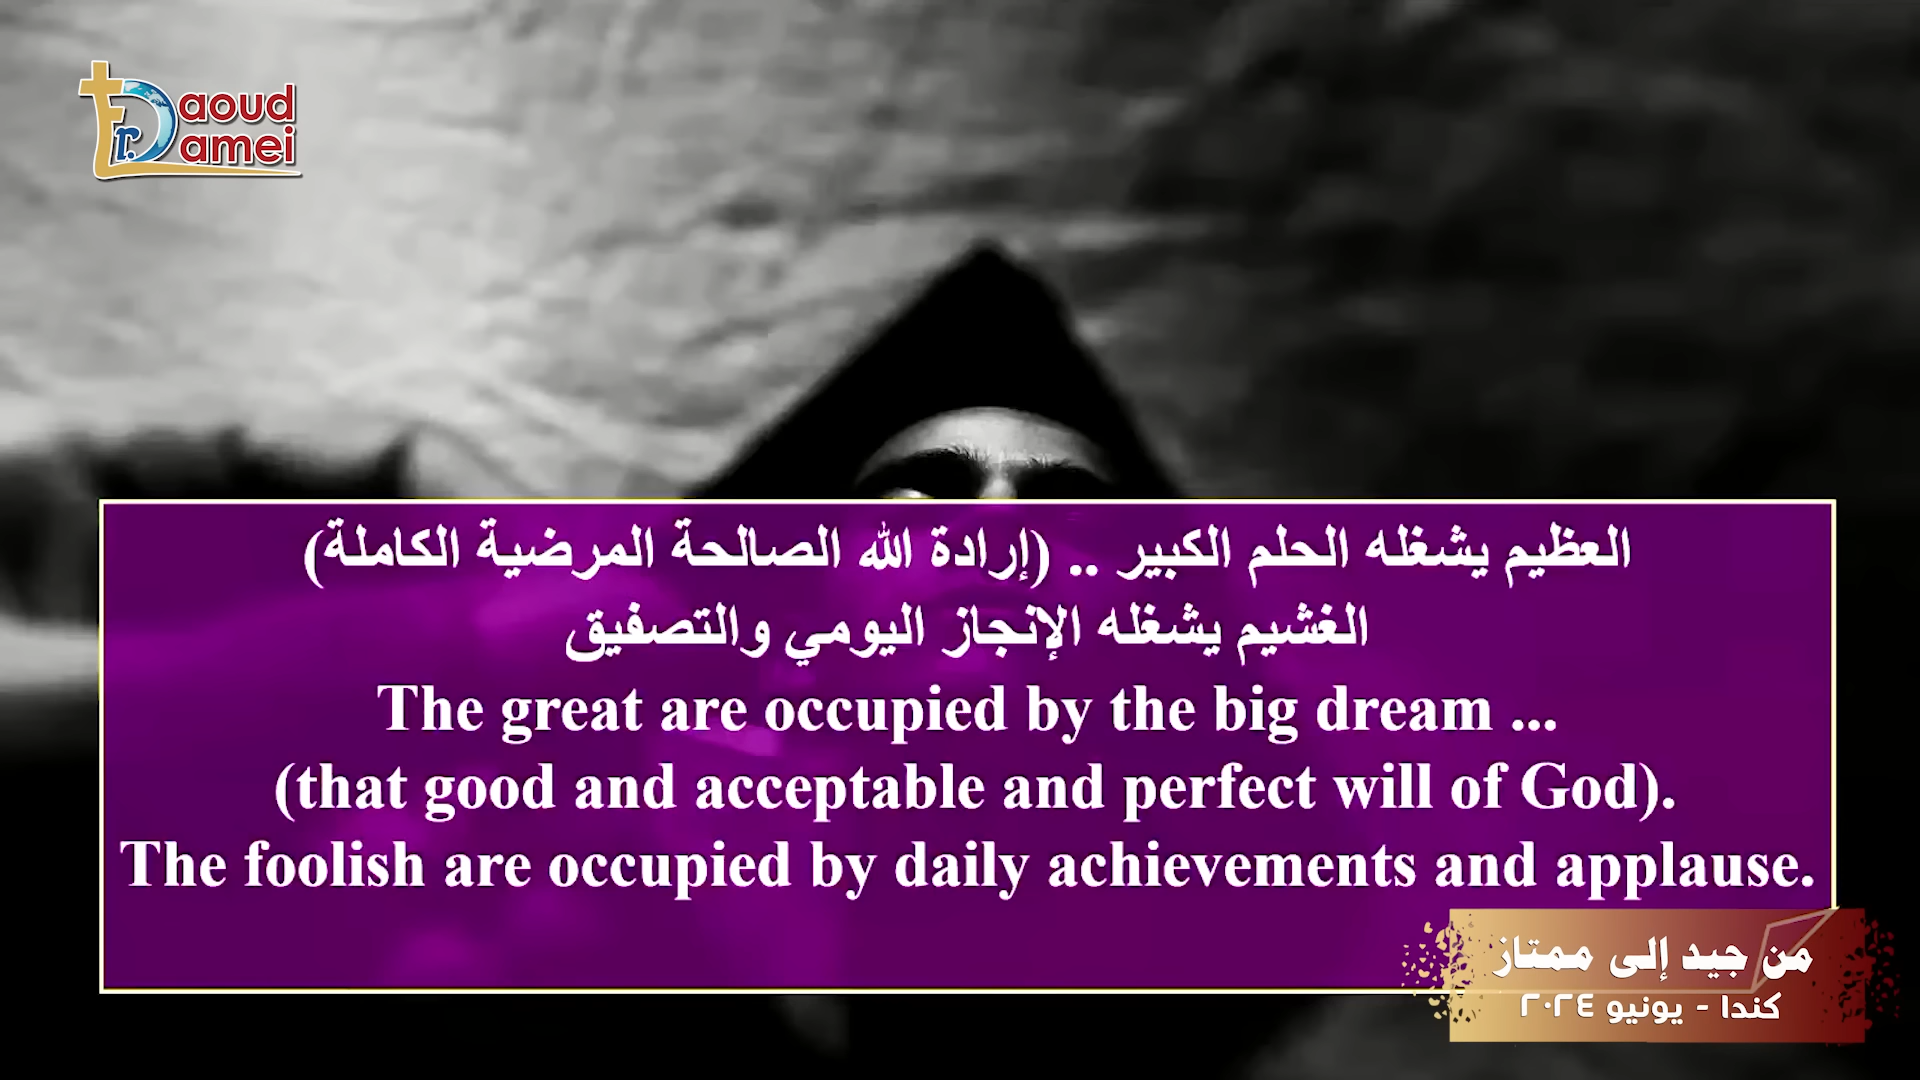 Fr. Daoud
Lamei
العظيم يشغله الحلم الكبير .. (إرادة الله الصالحة المرضية الكاملة)
الغشيم يشغله الإنجاز اليومي والتصفيق
The great are occupied by the big dream ...
(that good and acceptable and perfect will of God).
The foolish are occupied by daily achievements and applause.
من جيد إلى ممتاز
كندا - يونيو ٢٠٢٤